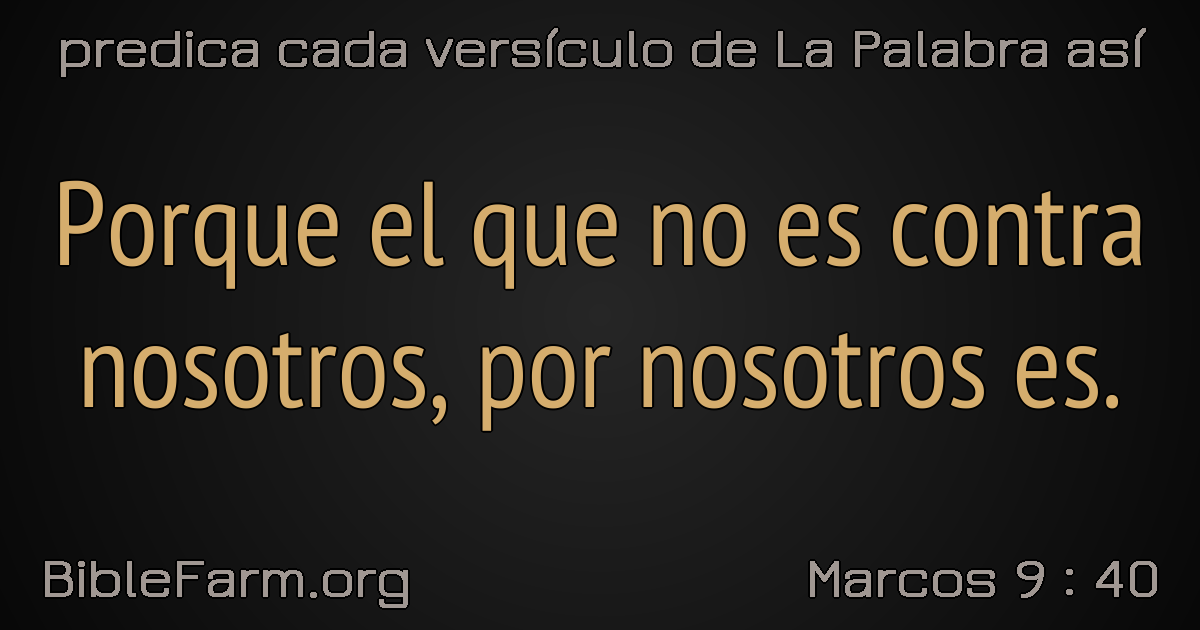 predica cada versículo de La Palabra así
Porque el que no es contra
nosotros, por nosotros es.
BibleFarm.org
Marcos 9 : 40